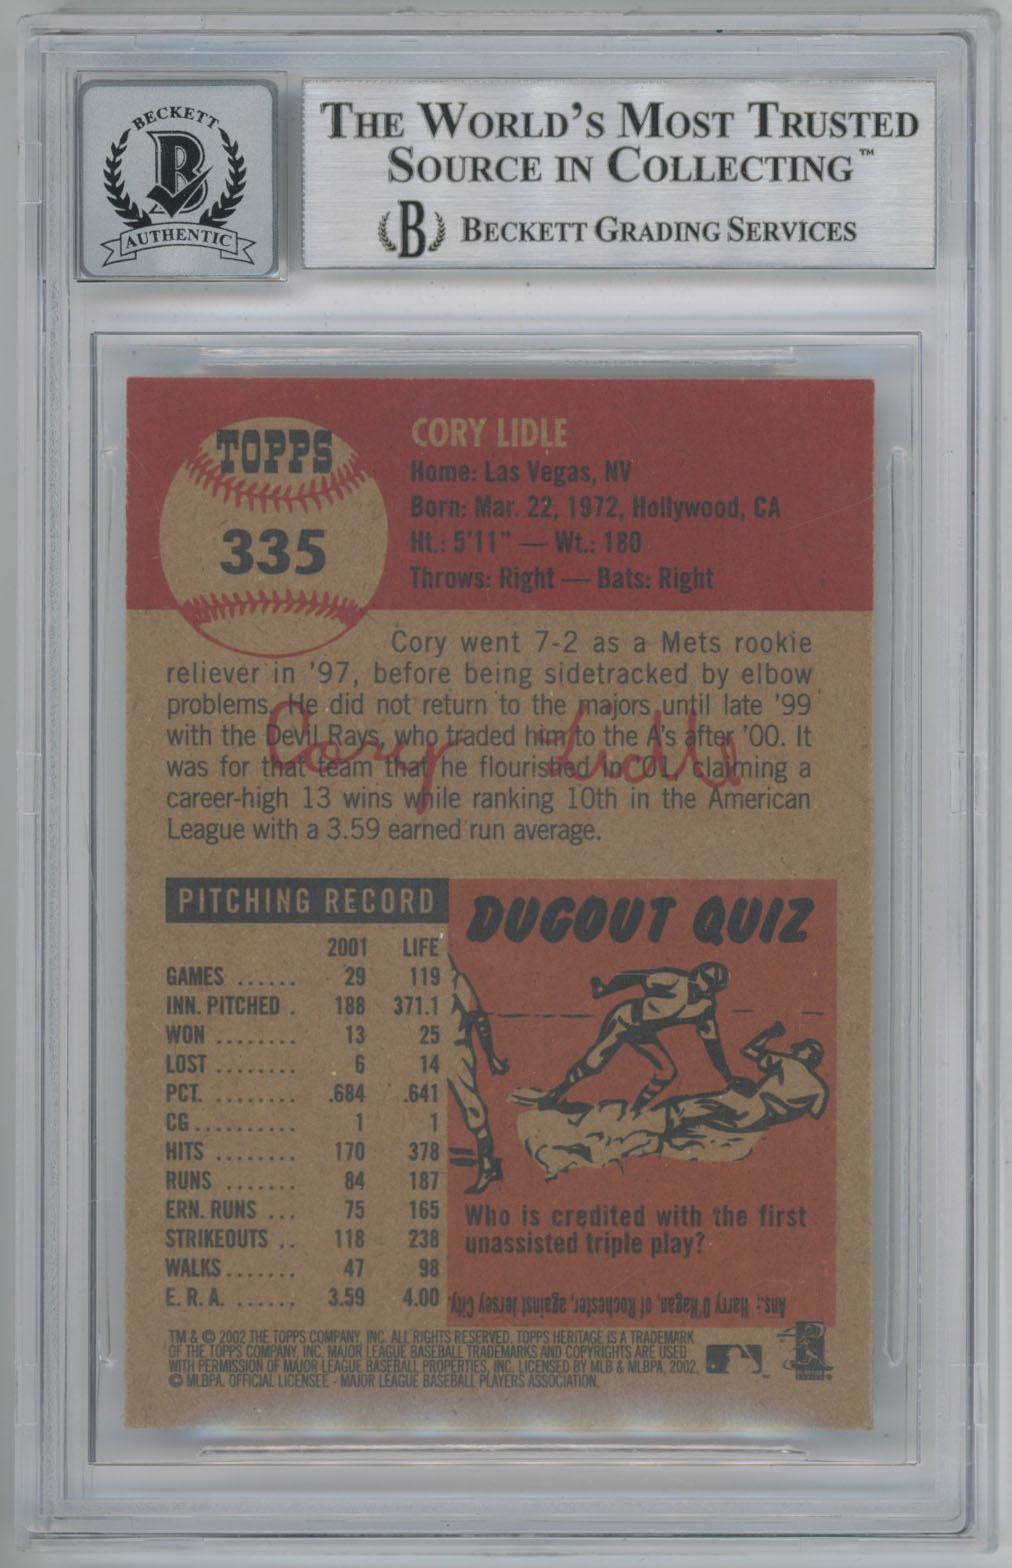 BECKETT
AUTHENTIC
THE WORLD'S MOST TRUSTED
SOURCE IN COLLECTING™
B BECKETT GRADING SERVICES
TOPPS
335
CORY LIDLE
Home: Las Vegas, NV
Born: Mar. 22, 1972, Hollywood, CA
Ht.: 5'11" — Wt.: 180
Throws: Right — Bats: Right
Cory went 7-2 as a Mets rookie
reliever in '97, before being sidetracked by elbow
problems. He did not return to the majors until late '99
with the Devil Rays, who traded him to the A's after '00. It
was for that team that he flourished in '01, claiming a
career-high 13 wins while ranking 10th in the American
League with a 3.59 earned run average.
Cory Lidle
PITCHING RECORD
2001 LIFE
GAMES ...... 29 119
INN. PITCHED . 188 371.1
WON ........ 13 25
LOST ........ 6 14
PCT. ......... .684 .641
CG .......... 1 1
HITS ........ 170 378
RUNS ....... 84 187
ERN. RUNS ... 75 165
STRIKEOUTS .. 118 238
WALKS ....... 47 98
E. R. A. ....... 3.59 4.00
DUGOUT QUIZ
Who is credited with the first
unassisted triple play?
Ans.: Harry O'Hagan, of Rochester, against Jersey City
TM & © 2002 THE TOPPS COMPANY, INC. ALL RIGHTS RESERVED. TOPPS HERITAGE IS A TRADEMARK
OF THE TOPPS COMPANY, INC. MAJOR LEAGUE BASEBALL TRADEMARKS AND COPYRIGHTS ARE USED
WITH PERMISSION OF MAJOR LEAGUE BASEBALL PROPERTIES, INC. LICENSED BY MLB & MLBPA, 2002.
© MLBPA. OFFICIAL LICENSEE - MAJOR LEAGUE BASEBALL PLAYERS ASSOCIATION.